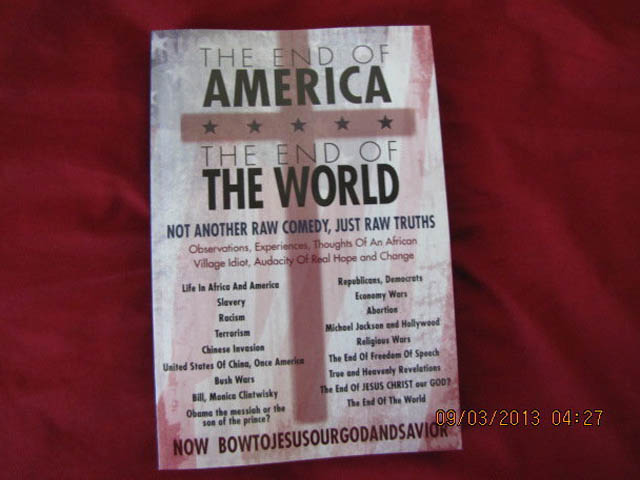 THE END OF
AMERICA
THE END OF
THE WORLD
NOT ANOTHER RAW COMEDY, JUST RAW TRUTHS
Observations, Experiences, Thoughts Of An African
Village Idiot, Audacity Of Real Hope and Change
Life In Africa And America
Slavery
Racism
Terrorism
Chinese Invasion
United States Of China, Once America
Bush Wars
Bill, Monica Clintwisky
Obama the messiah or the
son of the prince?
Republicans, Democrats
Economy Wars
Abortion
Michael Jackson and Hollywood
Religious Wars
The End Of Freedom Of Speech
True and Heavenly Revelations
The End Of JESUS CHRIST our GOD?
The End Of The World
NOW BOWTOJESUSOURGODANDSAVIOR
09/03/2013 04:27